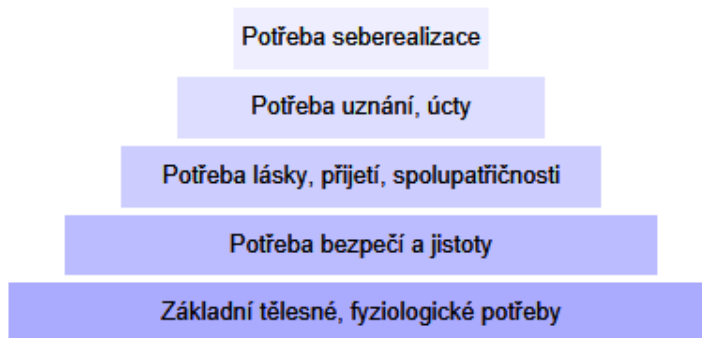 Potřeba seberealizace
Potřeba uznání, úcty
Potřeba lásky, přijetí, spolupatřičnosti
Potřeba bezpečí a jistoty
Základní tělesné, fyziologické potřeby